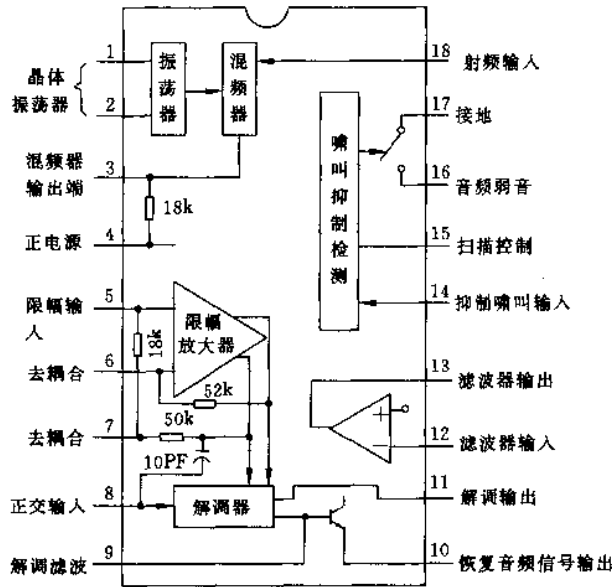 1
晶体
振荡器
2
混频器
输出端
3
正电源
4
限幅输
入
5
去耦合
6
去耦合
7
正交输入
8
解调滤波
9
振荡器
混频器
18k
限幅
放大器
18k
52k
50k
10PF
解调器
啸叫抑制检测
+
18
射频输入
17
接地
16
音频弱音
15
扫描控制
14
抑制啸叫输入
13
滤波器输出
12
滤波器输入
11
解调输出
10
恢复音频信号输出